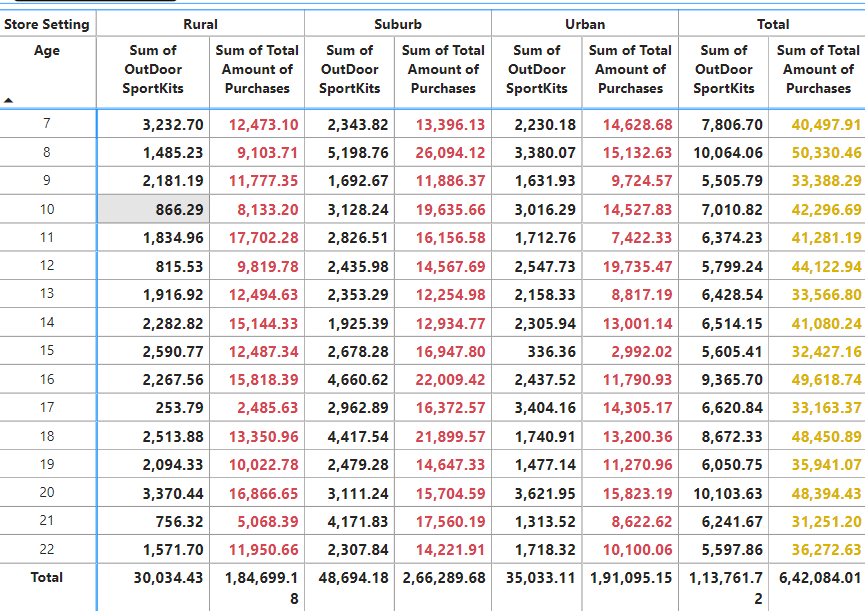 Store Setting Rural Suburb Urban Total
Age Sum of OutDoor SportKits Sum of Total Amount of Purchases Sum of OutDoor SportKits Sum of Total Amount of Purchases Sum of OutDoor SportKits Sum of Total Amount of Purchases Sum of OutDoor SportKits Sum of Total Amount of Purchases
7 3,232.70 12,473.10 2,343.82 13,396.13 2,230.18 14,628.68 7,806.70 40,497.91
8 1,485.23 9,103.71 5,198.76 26,094.12 3,380.07 15,132.63 10,064.06 50,330.46
9 2,181.19 11,777.35 1,692.67 11,886.37 1,631.93 9,724.57 5,505.79 33,388.29
10 866.29 8,133.20 3,128.24 19,635.66 3,016.29 14,527.83 7,010.82 42,296.69
11 1,834.96 17,702.28 2,826.51 16,156.58 1,712.76 7,422.33 6,374.23 41,281.19
12 815.53 9,819.78 2,435.98 14,567.69 2,547.73 19,735.47 5,799.24 44,122.94
13 1,916.92 12,494.63 2,353.29 12,254.98 2,158.33 8,817.19 6,428.54 33,566.80
14 2,282.82 15,144.33 1,925.39 12,934.77 2,305.94 13,001.14 6,514.15 41,080.24
15 2,590.77 12,487.34 2,678.28 16,947.80 336.36 2,992.02 5,605.41 32,427.16
16 2,267.56 15,818.39 4,660.62 22,009.42 2,437.52 11,790.93 9,365.70 49,618.74
17 253.79 2,485.63 2,962.89 16,372.57 3,404.16 14,305.17 6,620.84 33,163.37
18 2,513.88 13,350.96 4,417.54 21,899.57 1,740.91 13,200.36 8,672.33 48,450.89
19 2,094.33 10,022.78 2,479.28 14,647.33 1,477.14 11,270.96 6,050.75 35,941.07
20 3,370.44 16,866.65 3,111.24 15,704.59 3,621.95 15,823.19 10,103.63 48,394.43
21 756.32 5,068.39 4,171.83 17,560.19 1,313.52 8,622.62 6,241.67 31,251.20
22 1,571.70 11,950.66 2,307.84 14,221.91 1,718.32 10,100.06 5,597.86 36,272.63
Total 30,034.43 1,84,699.18 48,694.18 2,66,289.68 35,033.11 1,91,095.15 1,13,761.72 6,42,084.01